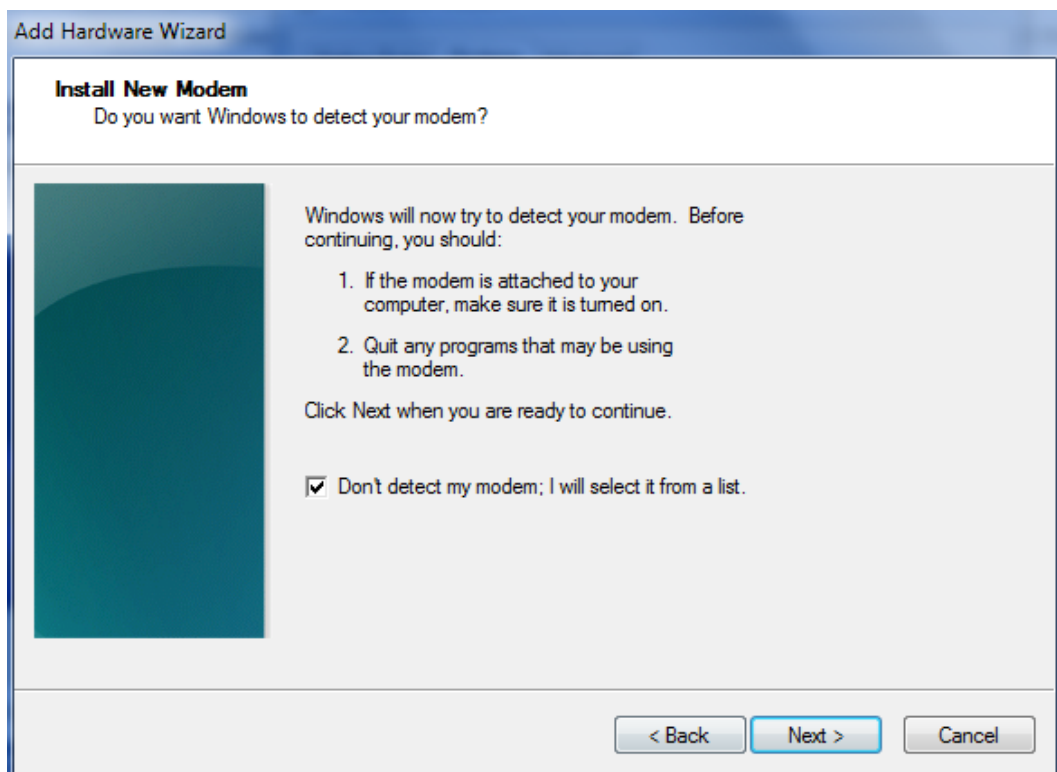 Add Hardware Wizard
Install New Modem
Do you want Windows to detect your modem?
Windows will now try to detect your modem. Before
continuing, you should:
1. If the modem is attached to your
computer, make sure it is turned on.
2. Quit any programs that may be using
the modem.
Click Next when you are ready to continue.
Don't detect my modem; I will select it from a list.
< Back Next > Cancel